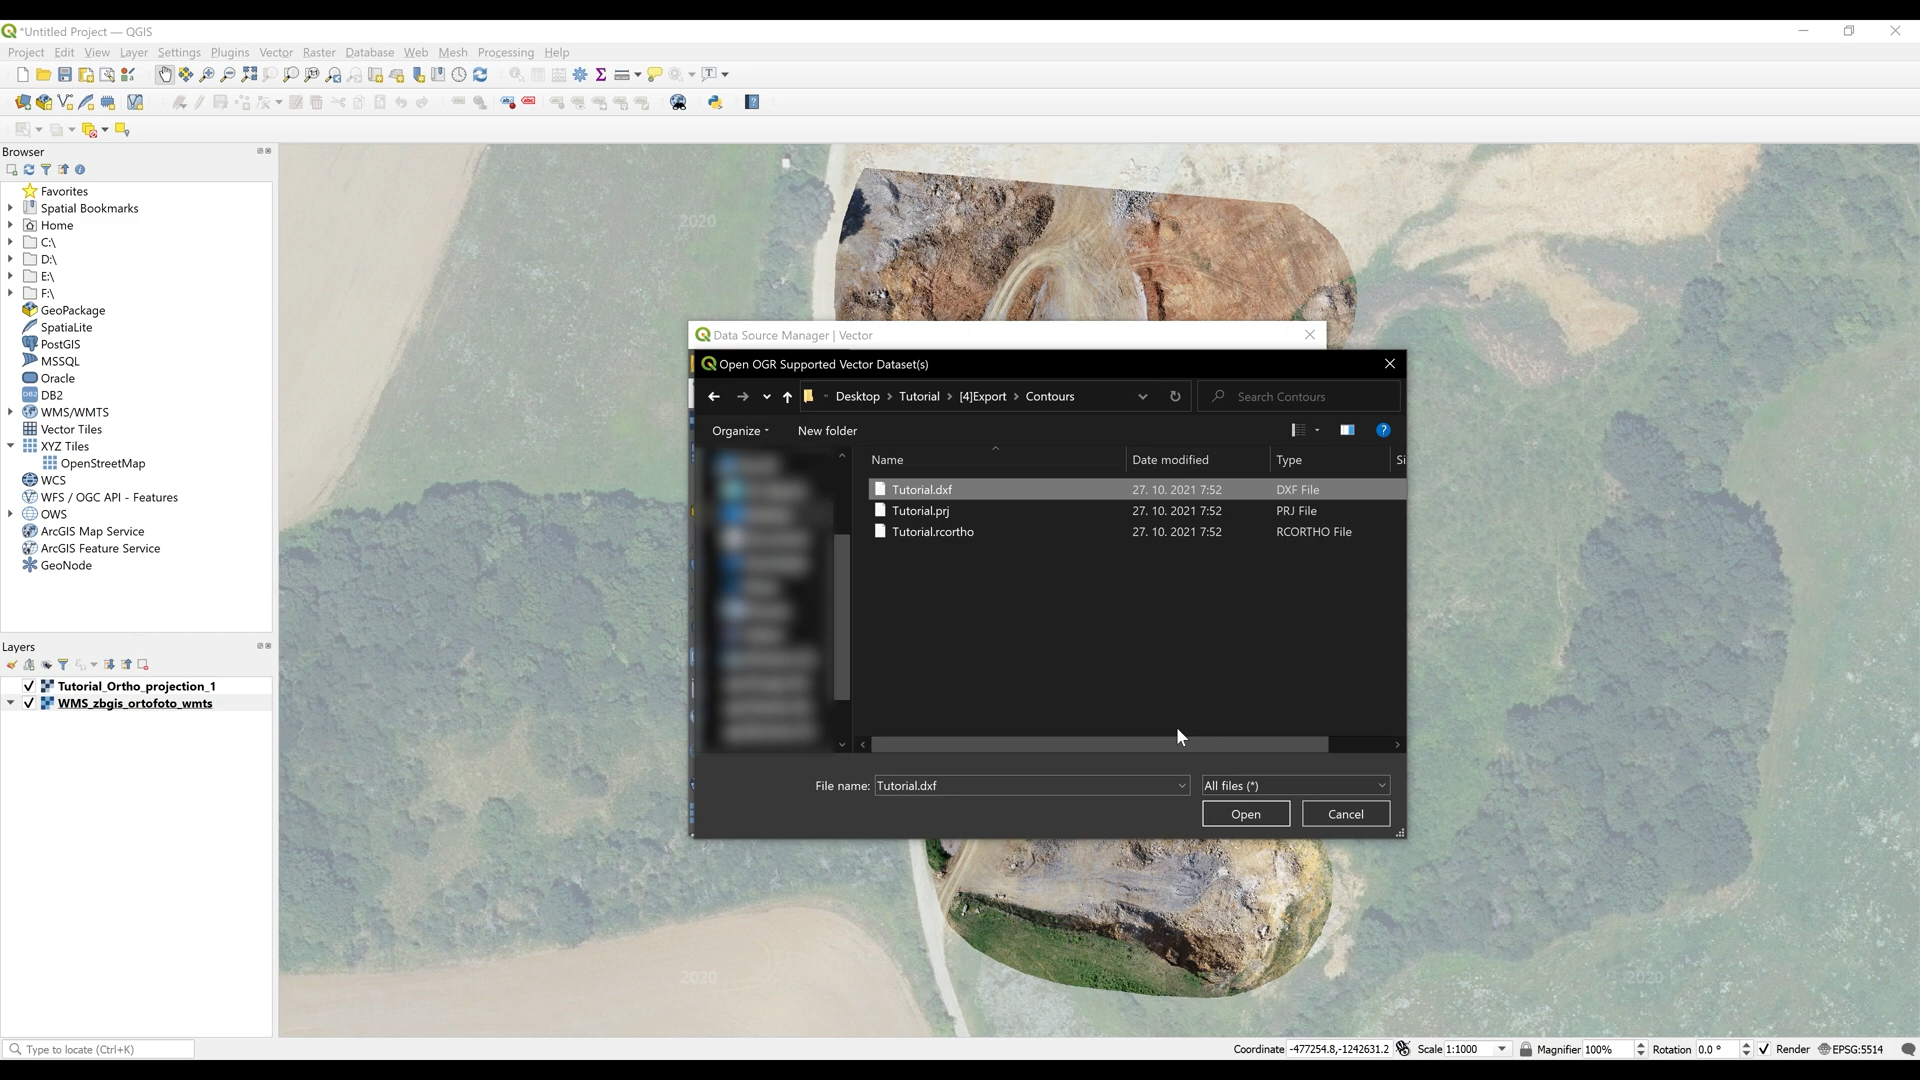 *Untitled Project — QGIS
Project Edit View Layer Settings Plugins Vector Raster Database Web Mesh Processing Help
Browser
Favorites
Spatial Bookmarks
Home
C:\
D:\
E:\
F:\
GeoPackage
SpatiaLite
PostGIS
MSSQL
Oracle
DB2
WMS/WMTS
Vector Tiles
XYZ Tiles
OpenStreetMap
WCS
WFS / OGC API - Features
OWS
ArcGIS Map Service
ArcGIS Feature Service
GeoNode
Layers
Tutorial_Ortho_projection_1
WMS_zbgis_ortofoto_wmts
2020
Data Source Manager | Vector
Open OGR Supported Vector Dataset(s)
Desktop Tutorial [4]Export Contours
Search Contours
Organize New folder
Name Date modified Type Si
Tutorial.dxf 27. 10. 2021 7:52 DXF File
Tutorial.prj 27. 10. 2021 7:52 PRJ File
Tutorial.rcortho 27. 10. 2021 7:52 RCORTHO File
File name: Tutorial.dxf All files (*)
Open Cancel
2020 2020
Type to locate (Ctrl+K) Coordinate -477254.8,-1242631.2 Scale 1:1000 Magnifier 100% Rotation 0.0 ° Render EPSG:5514